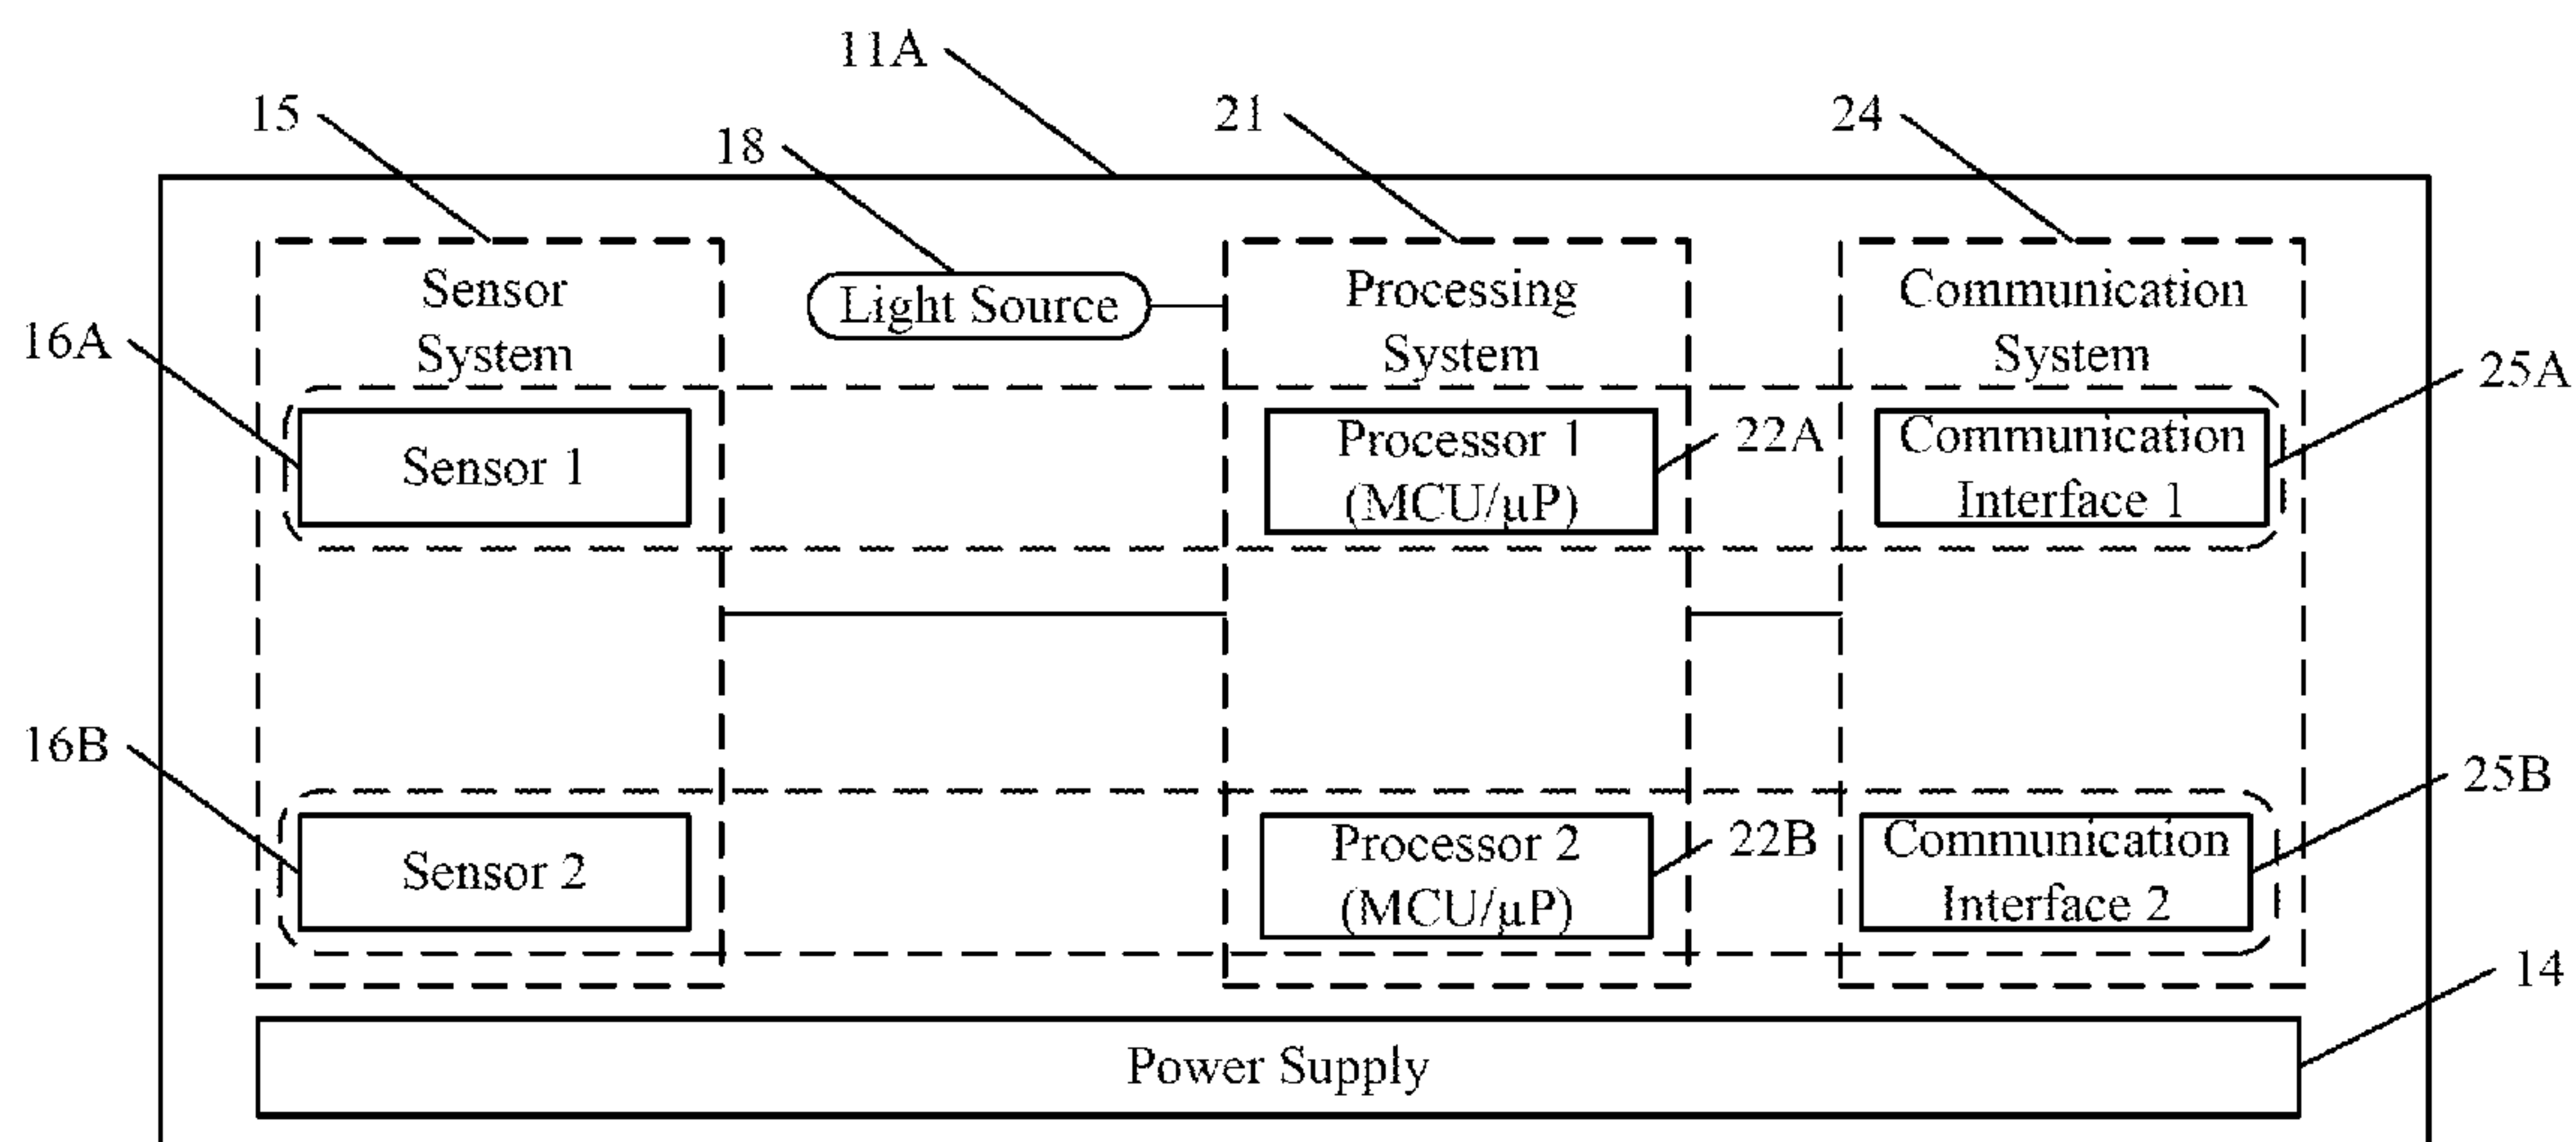 11A
15
18
21
24
Sensor
System
Light Source
Processing
System
Communication
System
16A
Sensor 1
Processor 1
(MCU/μP)
22A
Communication
Interface 1
25A
16B
Sensor 2
Processor 2
(MCU/μP)
22B
Communication
Interface 2
25B
14
Power Supply